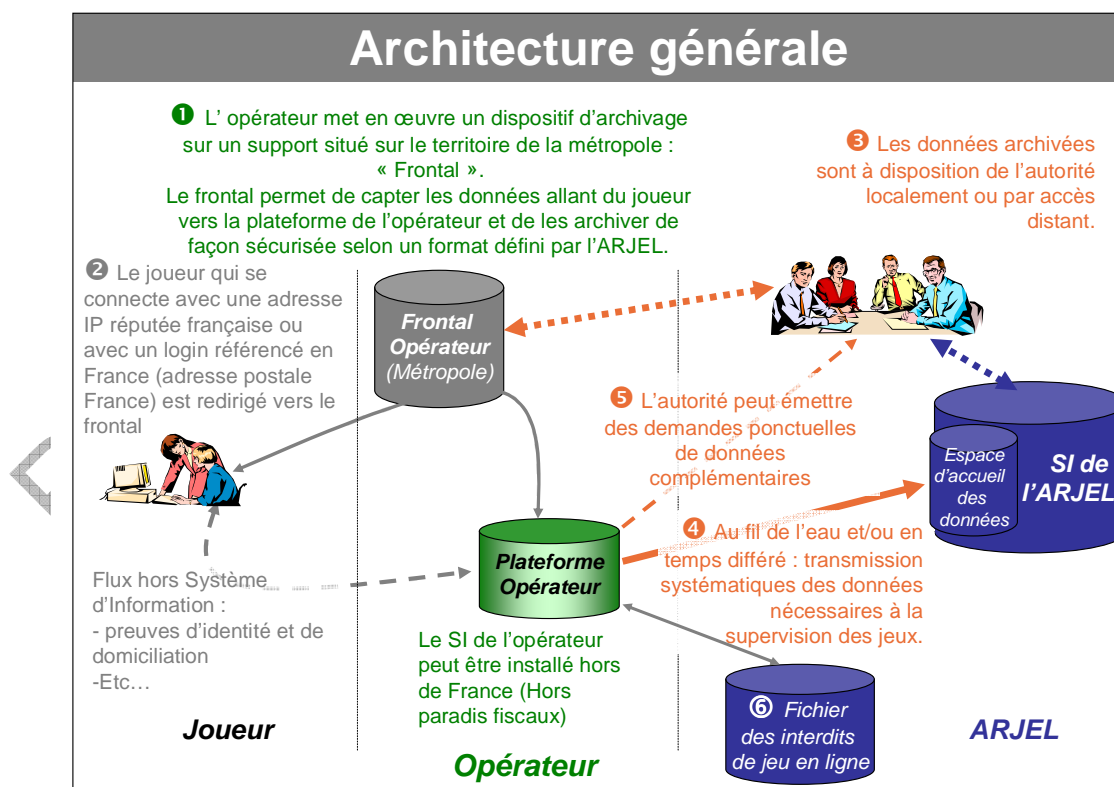 Architecture générale
❶ L' opérateur met en œuvre un dispositif d'archivage
sur un support situé sur le territoire de la métropole :
« Frontal ».
Le frontal permet de capter les données allant du joueur
vers la plateforme de l'opérateur et de les archiver de
façon sécurisée selon un format défini par l'ARJEL.
❸ Les données archivées
sont à disposition de l'autorité
localement ou par accès
distant.
❷ Le joueur qui se
connecte avec une adresse
IP réputée française ou
avec un login référencé en
France (adresse postale
France) est redirigé vers le
frontal
Frontal
Opérateur
(Métropole)
❺ L'autorité peut émettre
des demandes ponctuelles
de données
complémentaires
Espace
d'accueil
des
données
SI de
l'ARJEL
❹ Au fil de l'eau et/ou en
temps différé : transmission
systématiques des données
nécessaires à la
supervision des jeux.
Plateforme
Opérateur
Flux hors Système
d'Information :
- preuves d'identité et de
domiciliation
-Etc…
Le SI de l'opérateur
peut être installé hors
de France (Hors
paradis fiscaux)
⑥ Fichier
des interdits
de jeu en ligne
Joueur
Opérateur
ARJEL